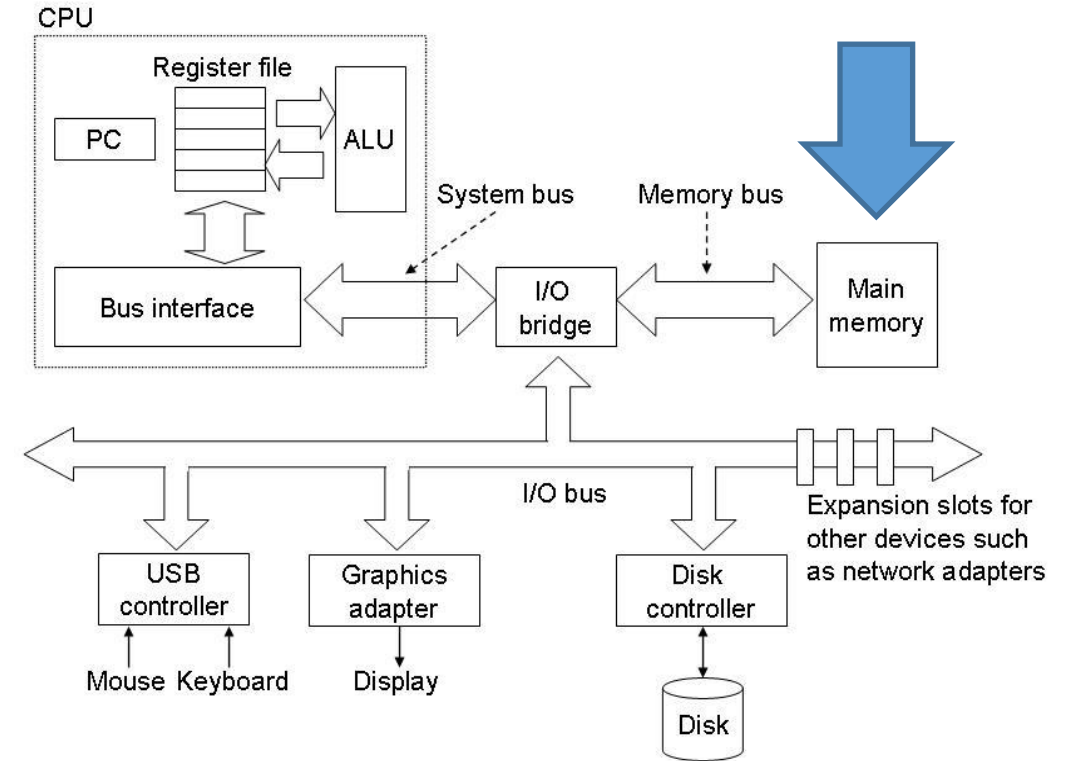 CPU
Register file
PC
ALU
System bus
Memory bus
Bus interface
I/O
bridge
Main
memory
I/O bus
Expansion slots for
other devices such
as network adapters
USB
controller
Graphics
adapter
Disk
controller
Mouse
Keyboard
Display
Disk